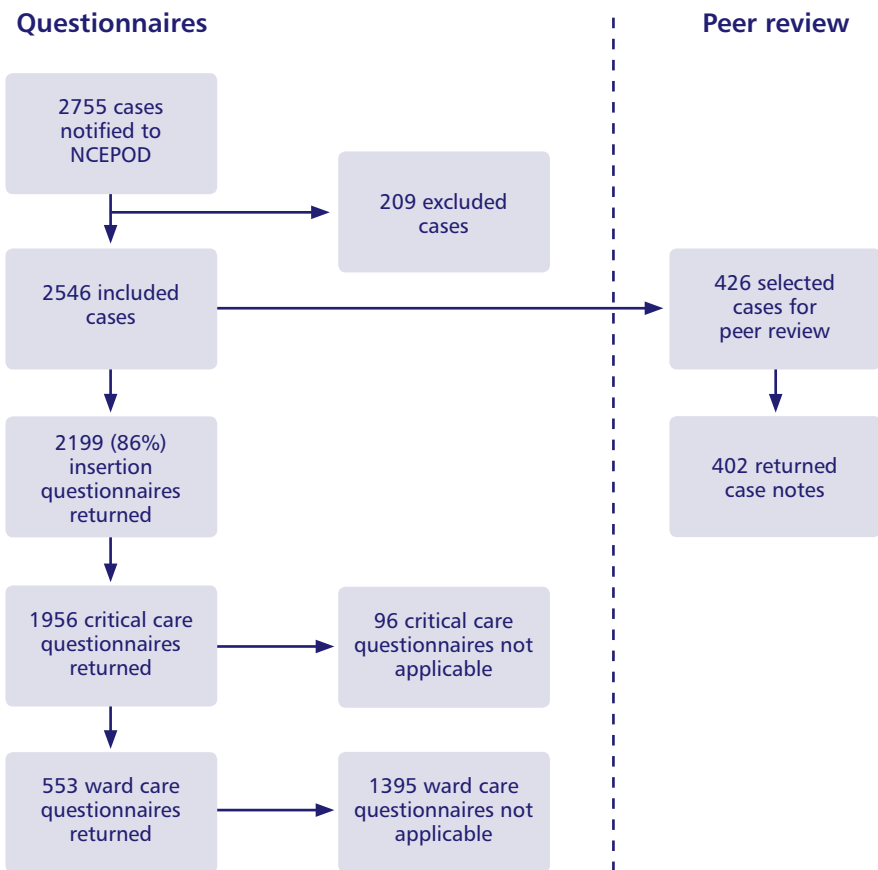 Questionnaires
Peer review
2755 cases
notified to
NCEPOD
209 excluded
cases
2546 included
cases
426 selected
cases for
peer review
2199 (86%)
insertion
questionnaires
returned
402 returned
case notes
1956 critical care
questionnaires
returned
96 critical care
questionnaires not
applicable
553 ward care
questionnaires
returned
1395 ward care
questionnaires not
applicable